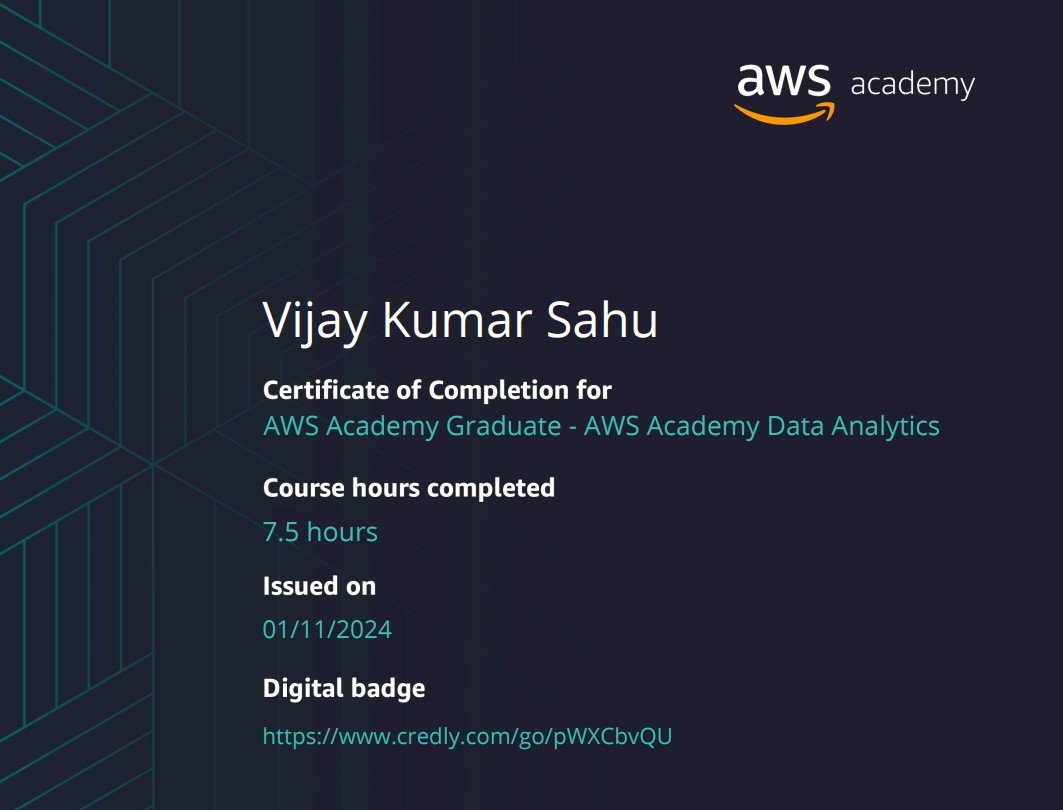 aws academy
Vijay Kumar Sahu
Certificate of Completion for
AWS Academy Graduate - AWS Academy Data Analytics
Course hours completed
7.5 hours
Issued on
01/11/2024
Digital badge
https://www.credly.com/go/pWXCbvQU